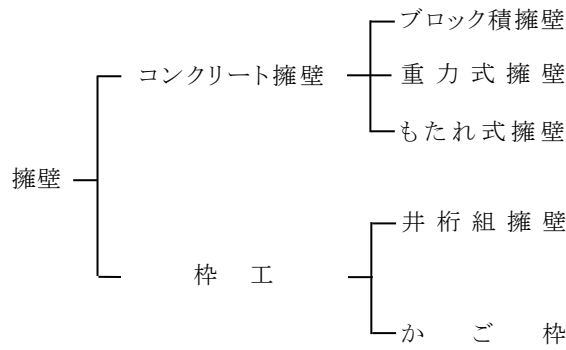 擁壁
コンクリート擁壁
ブロック積擁壁
重力式擁壁
もたれ式擁壁
枠工
井桁組擁壁
かご枠